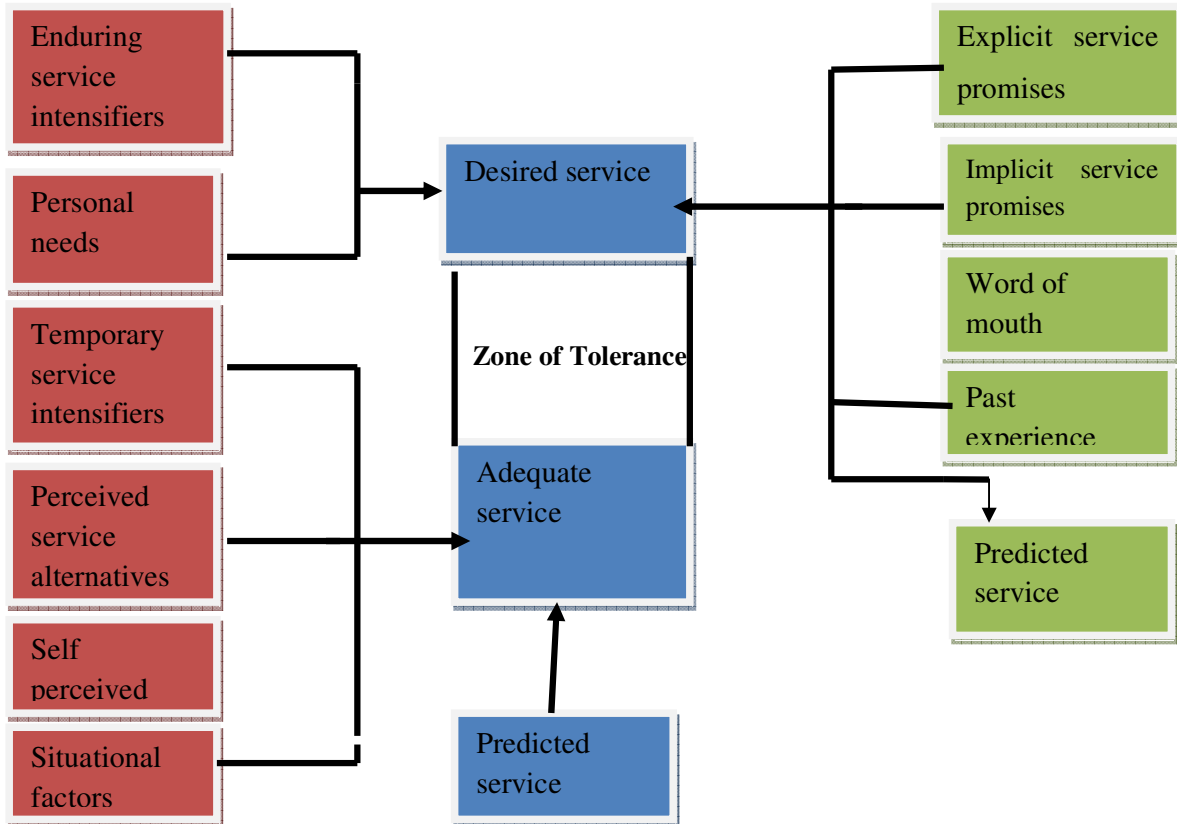 Enduring
service
intensifiers
Personal
needs
Temporary
service
intensifiers
Perceived
service
alternatives
Self
perceived
Situational
factors
Desired service
Zone of Tolerance
Adequate
service
Predicted
service
Explicit service
promises
Implicit service
promises
Word of
mouth
Past
experience
Predicted
service